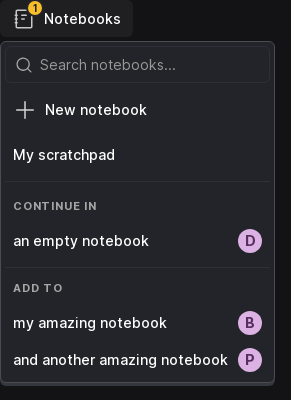 1
Notebooks
Search notebooks...
New notebook
My scratchpad
CONTINUE IN
an empty notebook D
ADD TO
my amazing notebook B
and another amazing notebook P